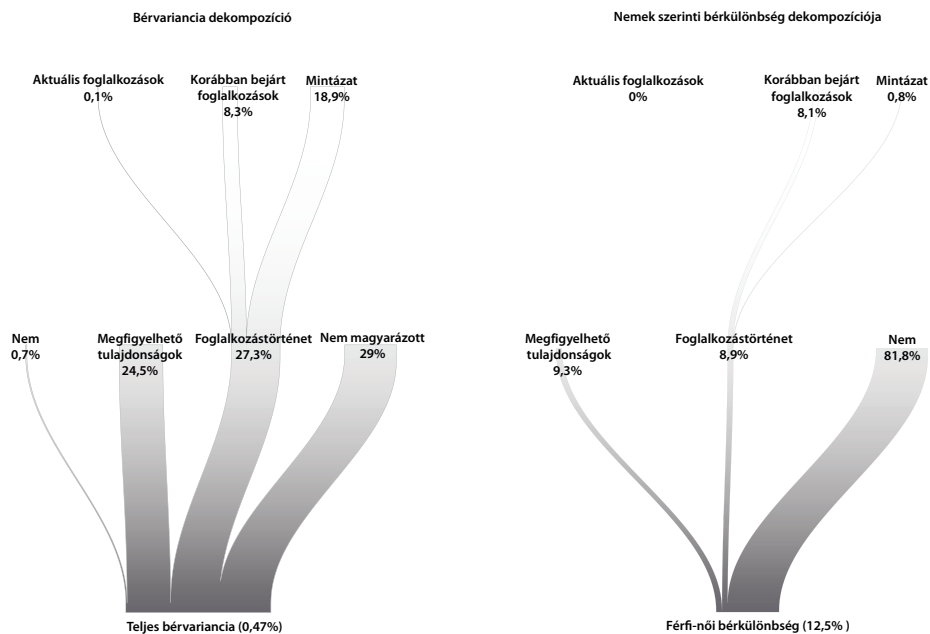 Bérvariancia dekompozíció
Aktuális foglalkozások
0,1%
Korábban bejárt
foglalkozások
8,3%
Mintázat
18,9%
Nem
0,7%
Megfigyelhető
tulajdonságok
24,5%
Foglalkozástörténet
27,3%
Nem magyarázott
29%
Teljes bérvariancia (0,47%)
Nemek szerinti bérkülönbség dekompozíciója
Aktuális foglalkozások
0%
Korábban bejárt
foglalkozások
8,1%
Mintázat
0,8%
Megfigyelhető
tulajdonságok
9,3%
Foglalkozástörténet
8,9%
Nem
81,8%
Férfi-női bérkülönbség (12,5% )